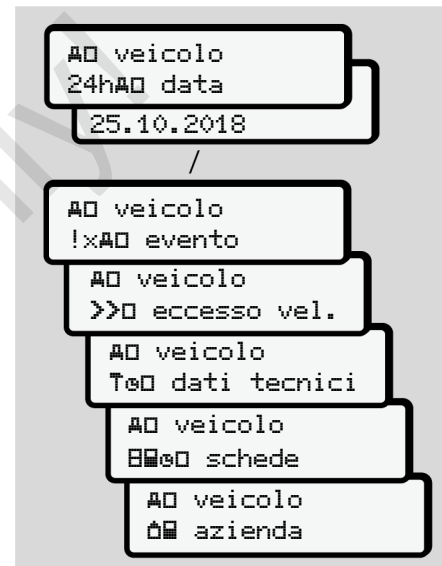 veicolo
24h data
25.10.2018
/
veicolo
!x evento
veicolo
>> eccesso vel.
veicolo
dati tecnici
veicolo
schede
veicolo
azienda